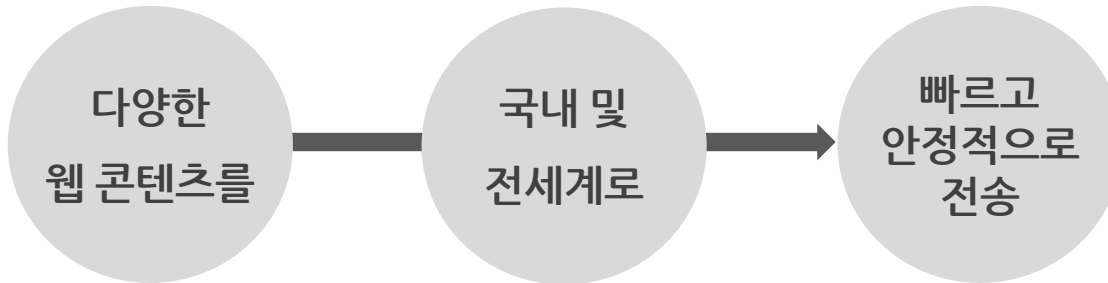 다양한
웹 콘텐츠를
국내 및
전세계로
빠르고
안정적으로
전송